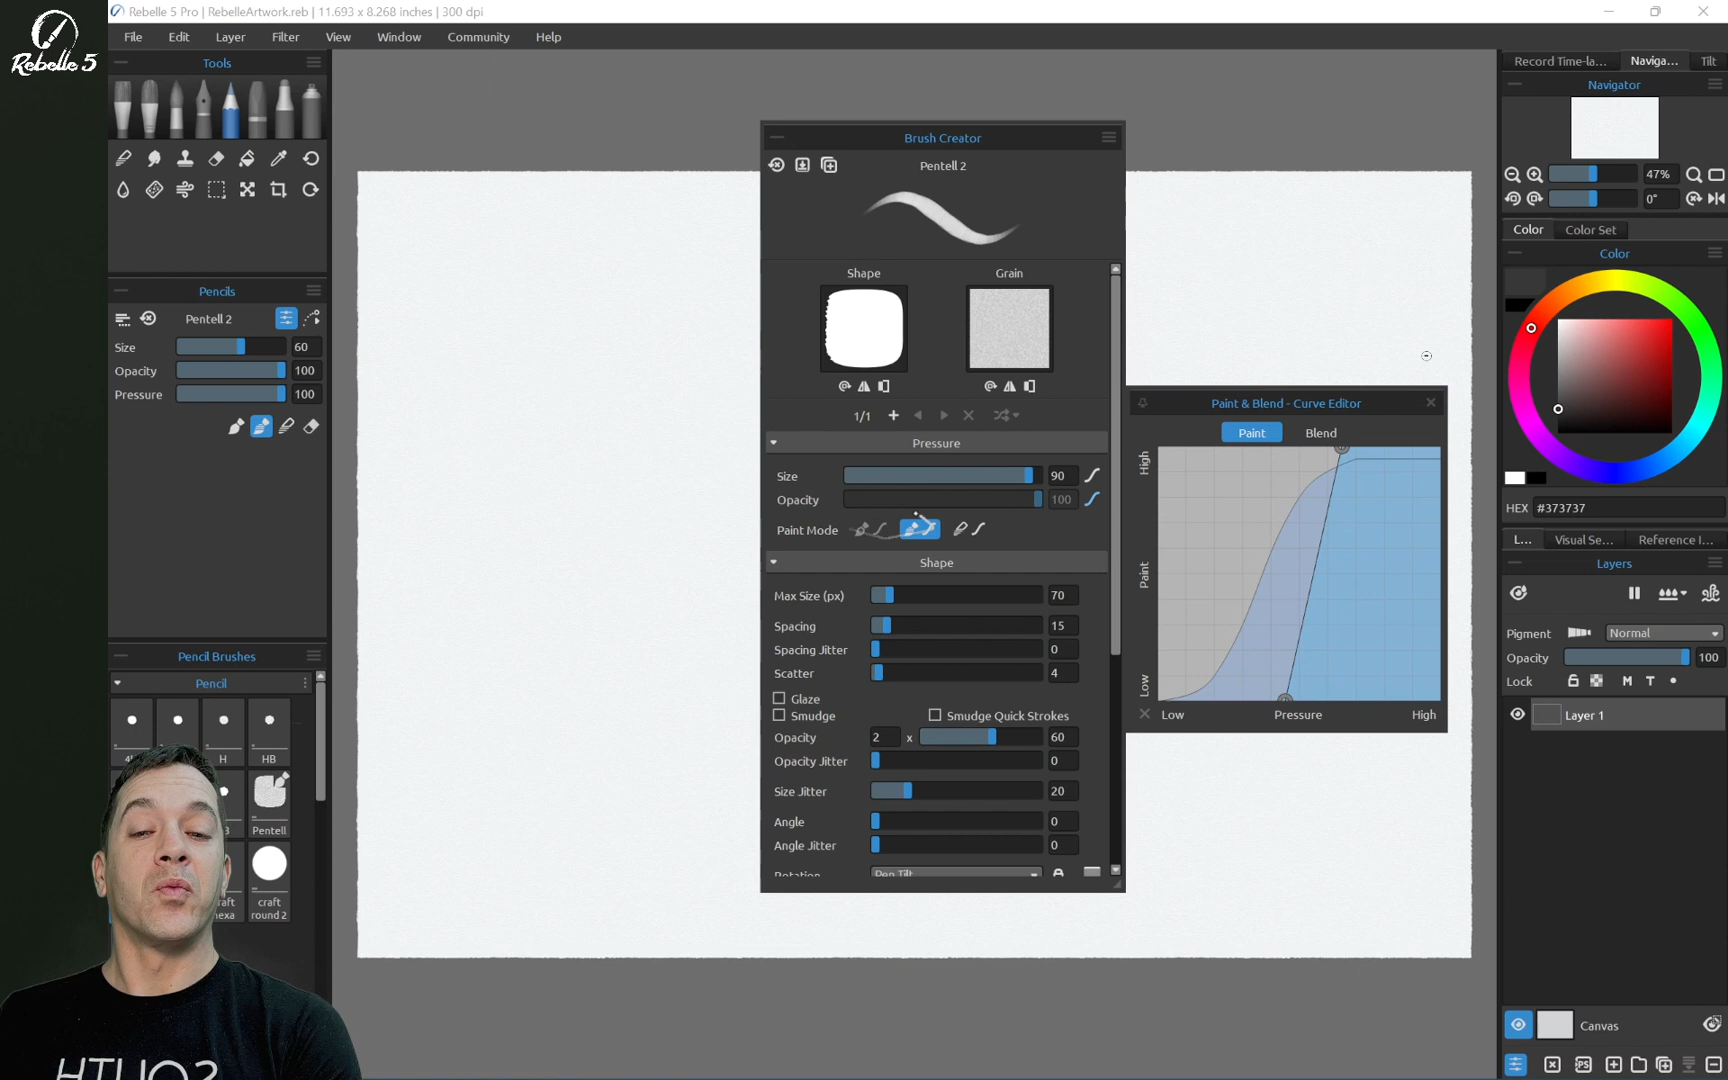 Rebelle 5 Pro | RebelleArtwork.reb | 11.693 x 8.268 inches | 300 dpi
Rebelle 5
File Edit Layer Filter View Window Community Help
Tools
Pencils
Pentell 2
Size 60
Opacity 100
Pressure 100
Pencil Brushes
Pencil
H HB
Pentell
craft
round 2
Brush Creator
Pentell 2
Shape Grain
1/1
Pressure
Size 90
Opacity 100
Paint Mode
Shape
Max Size (px) 70
Spacing 15
Spacing Jitter 0
Scatter 4
Glaze
Smudge Smudge Quick Strokes
Opacity 2 x 60
Opacity Jitter 0
Size Jitter 20
Angle 0
Angle Jitter 0
Rotation Pen Tilt
Paint & Blend - Curve Editor
Paint Blend
High
Paint
Low
Low Pressure High
Record Time-la... Naviga... Tilt
Navigator
47%
0°
Color Color Set
Color
HEX #373737
L... Visual Se... Reference I...
Layers
Pigment Normal
Opacity 100
Lock M T
Layer 1
Canvas
PS